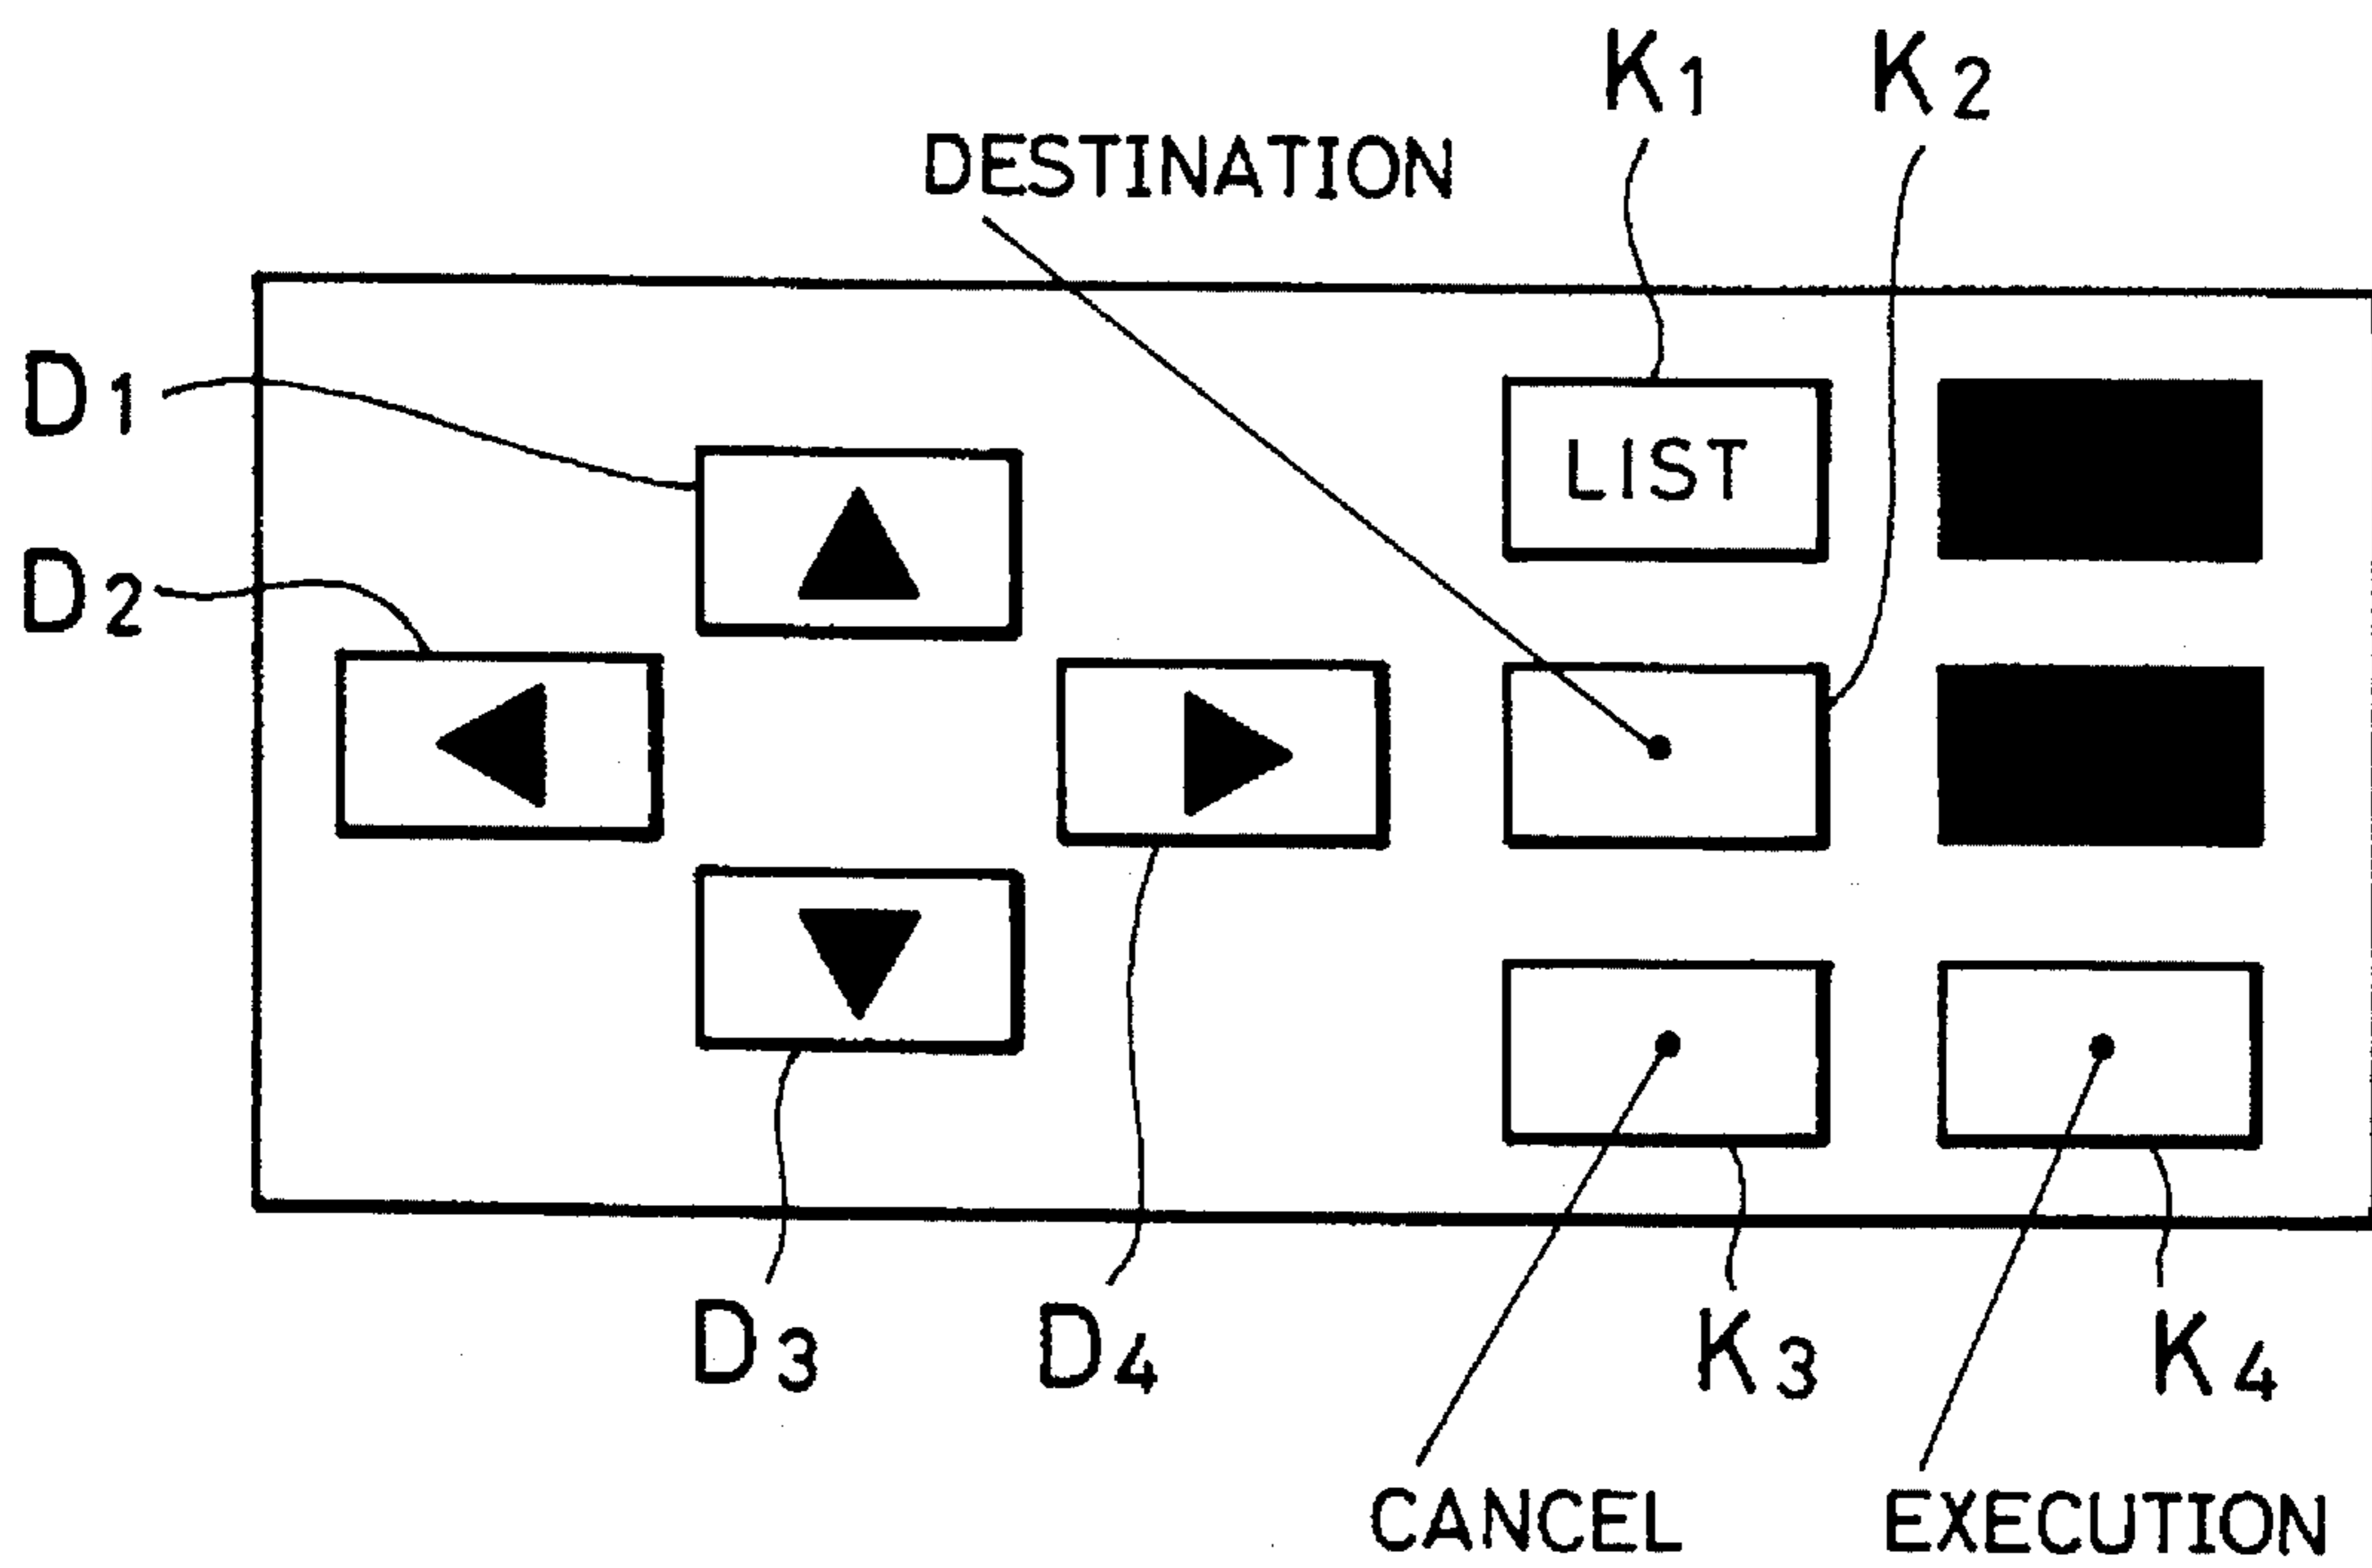 K1 K2
DESTINATION
D1
LIST
D2
D3 D4 K3 K4
CANCEL EXECUTION